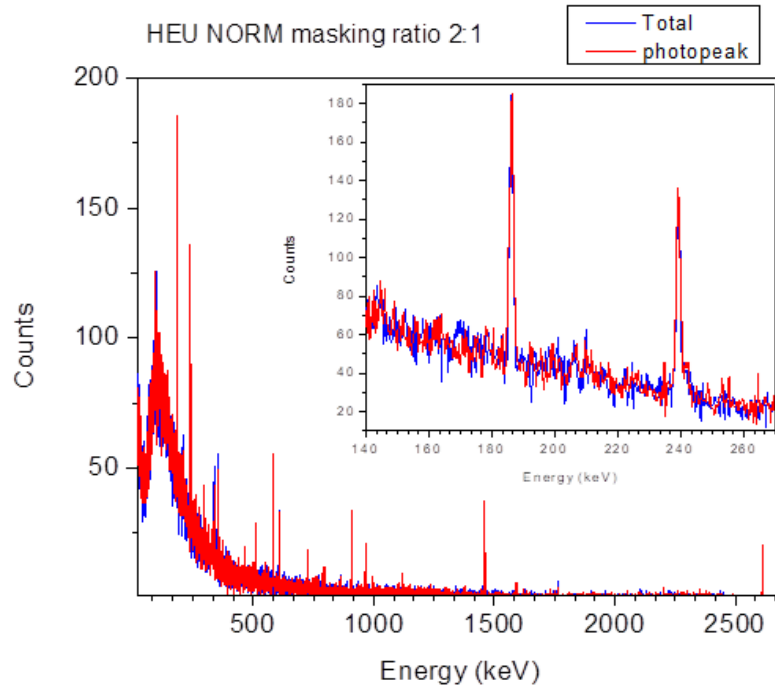 HEU NORM masking ratio 2:1
Total
photopeak
200
150
100
50
Counts
500 1000 1500 2000 2500
Energy (keV)
180
160
140
120
100
80
60
40
20
Counts
140 160 180 200 220 240 260
Energy (keV)